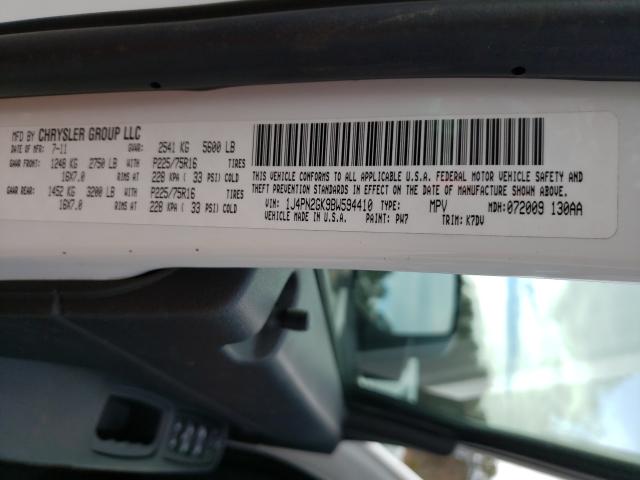 MFD BY CHRYSLER GROUP LLC
DATE OF MFR: 7-11 GVWR: 2541 KG 5600 LB
GAWR FRONT: 1248 KG 2750 LB WITH P225/75R16 TIRES
16X7.0 RIMS AT 228 KPA ( 33 PSI) COLD
GAWR REAR: 1452 KG 3200 LB WITH P225/75R16 TIRES
16X7.0 RIMS AT 228 KPA ( 33 PSI) COLD
THIS VEHICLE CONFORMS TO ALL APPLICABLE U.S.A. FEDERAL MOTOR VEHICLE SAFETY AND
THEFT PREVENTION STANDARDS IN EFFECT ON THE DATE OF MANUFACTURE SHOWN ABOVE.
VIN: 1J4PN2GK9BW594410 TYPE: MPV MDH: 072009 130AA
VEHICLE MADE IN U.S.A. PAINT: PW7 TRIM: K7DV